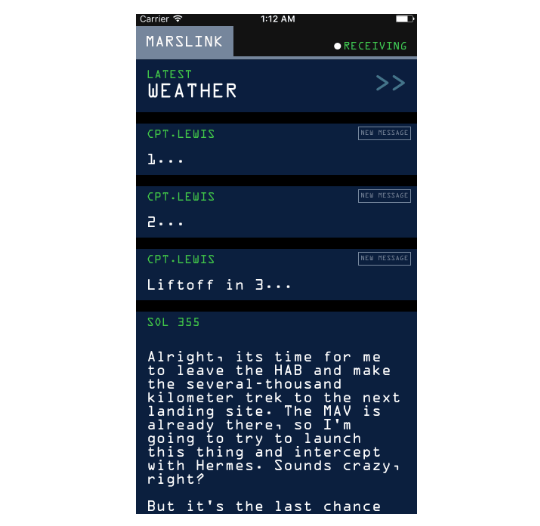 Carrier 1:12 AM
MARSLINK
RECEIVING
LATEST
WEATHER
>>
CPT.LEWIS NEW MESSAGE
1...
CPT.LEWIS NEW MESSAGE
2...
CPT.LEWIS NEW MESSAGE
Liftoff in 3...
SOL 355
Alright, its time for me
to leave the HAB and make
the several-thousand
kilometer trek to the next
landing site. The MAV is
already there, so I'm
going to try to launch
this thing and intercept
with Hermes. Sounds crazy,
right?
But it's the last chance